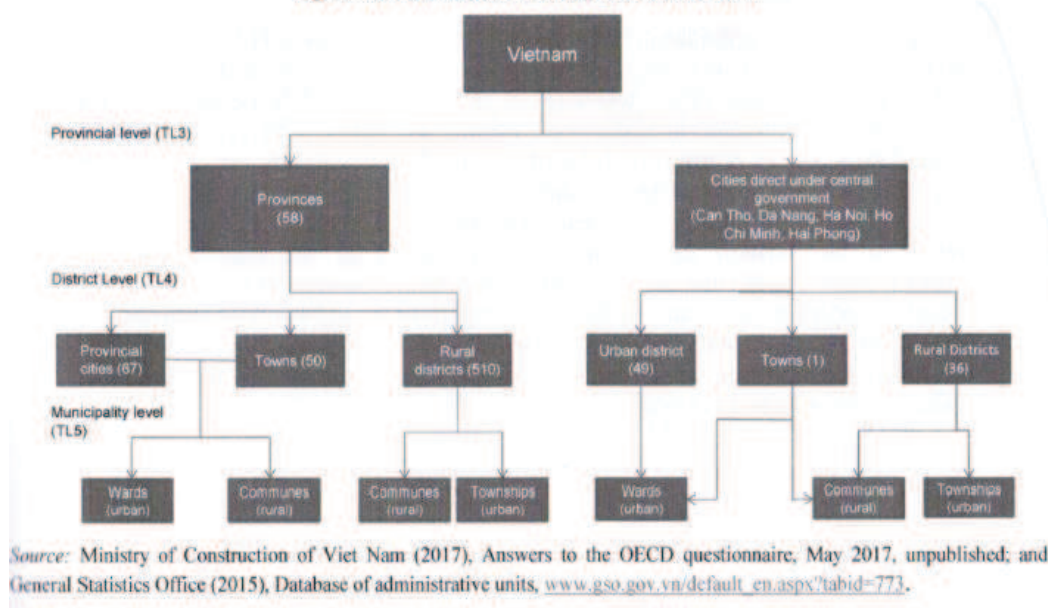 Vietnam
Provincial level (TL3)
Provinces
(58)
Cities direct under central
government
(Can Tho, Da Nang, Ha Noi, Ho
Chi Minh, Hai Phong)
District Level (TL4)
Provincial
cities (67)
Towns (50)
Rural
districts (510)
Urban district
(49)
Towns (1)
Rural Districts
(36)
Municipality level
(TL5)
Wards
(urban)
Communes
(rural)
Communes
(rural)
Townships
(urban)
Wards
(urban)
Communes
(rural)
Townships
(urban)
Source: Ministry of Construction of Viet Nam (2017), Answers to the OECD questionnaire, May 2017, unpublished; and
General Statistics Office (2015), Database of administrative units, www.gso.gov.vn/default_en.aspx?tabid=773.